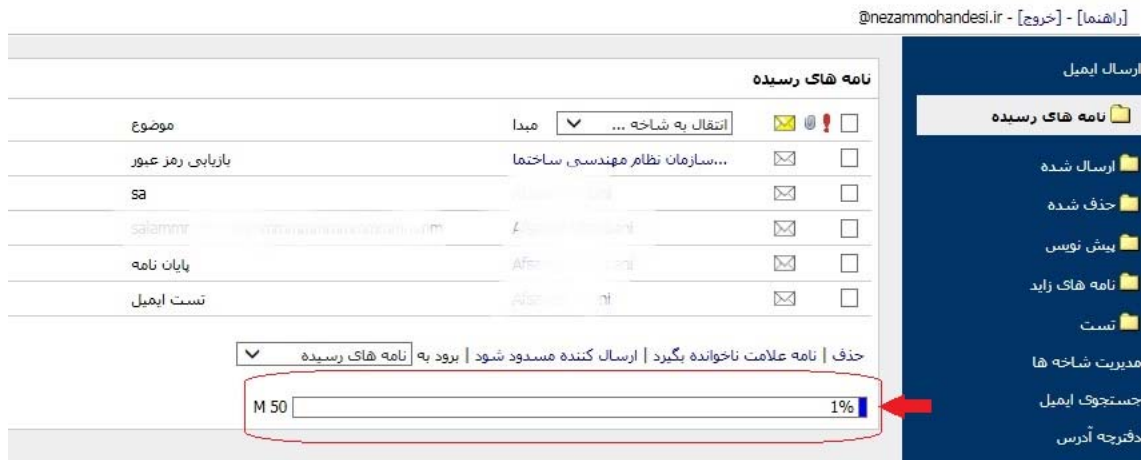 [راهنما] - [خروج] - @nezammohandesi.ir
ارسال ایمیل
نامه های رسیده
ارسال شده
حذف شده
پیش نویس
نامه های زاید
تست
مدیریت شاخه ها
جستجوی ایمیل
دفترچه آدرس
نامه های رسیده
انتقال به شاخه ... مبدا موضوع
...سازمان نظام مهندسی ساختما بازیابی رمز عبور
sa
پایان نامه
تست ایمیل
حذف | نامه علامت ناخوانده بگیرد | ارسال کننده مسدود شود | برود به نامه های رسیده
1% 50 M